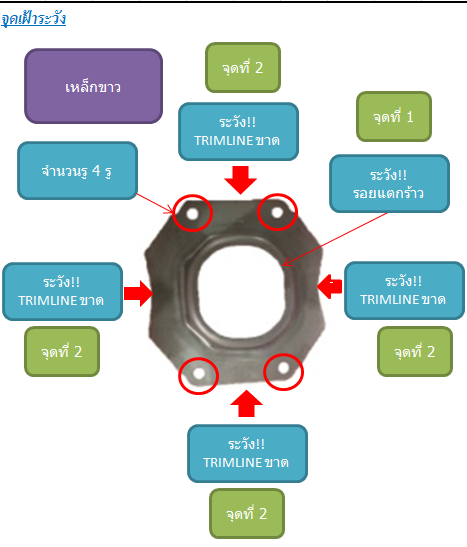 จุดเฝ้าระวัง
จุดที่ 2
เหล็กขาว
ระวัง!!
TRIMLINE ขาด
จุดที่ 1
จำนวนรู 4 รู
ระวัง!!
รอยแตกร้าว
ระวัง!!
TRIMLINE ขาด
จุดที่ 2
ระวัง!!
TRIMLINE ขาด
จุดที่ 2
ระวัง!!
TRIMLINE ขาด
จุดที่ 2